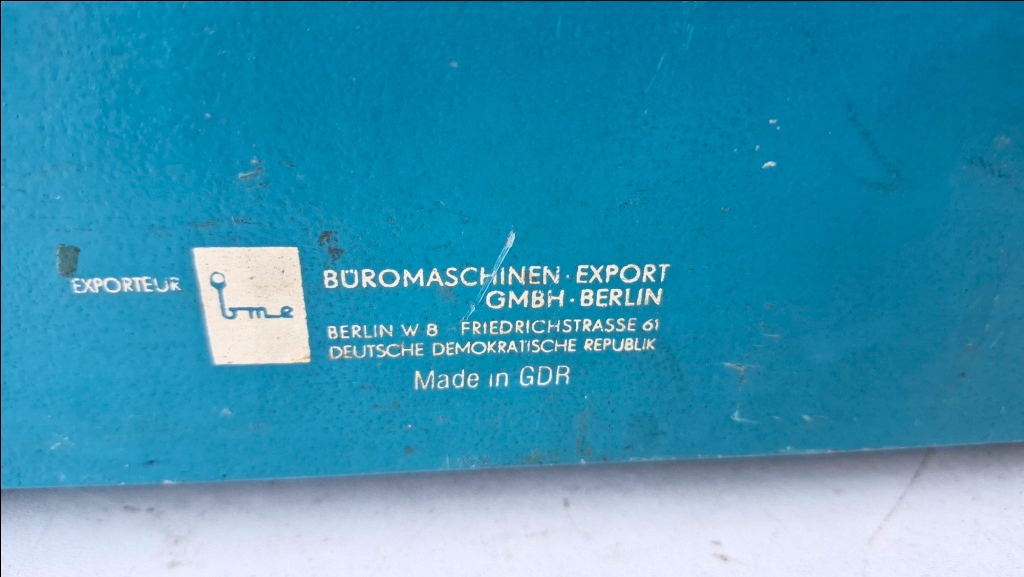 EXPORTEUR
bme
BÜROMASCHINEN·EXPORT
GMBH·BERLIN
BERLIN W 8 FRIEDRICHSTRASSE 61
DEUTSCHE DEMOKRATISCHE REPUBLIK
Made in GDR